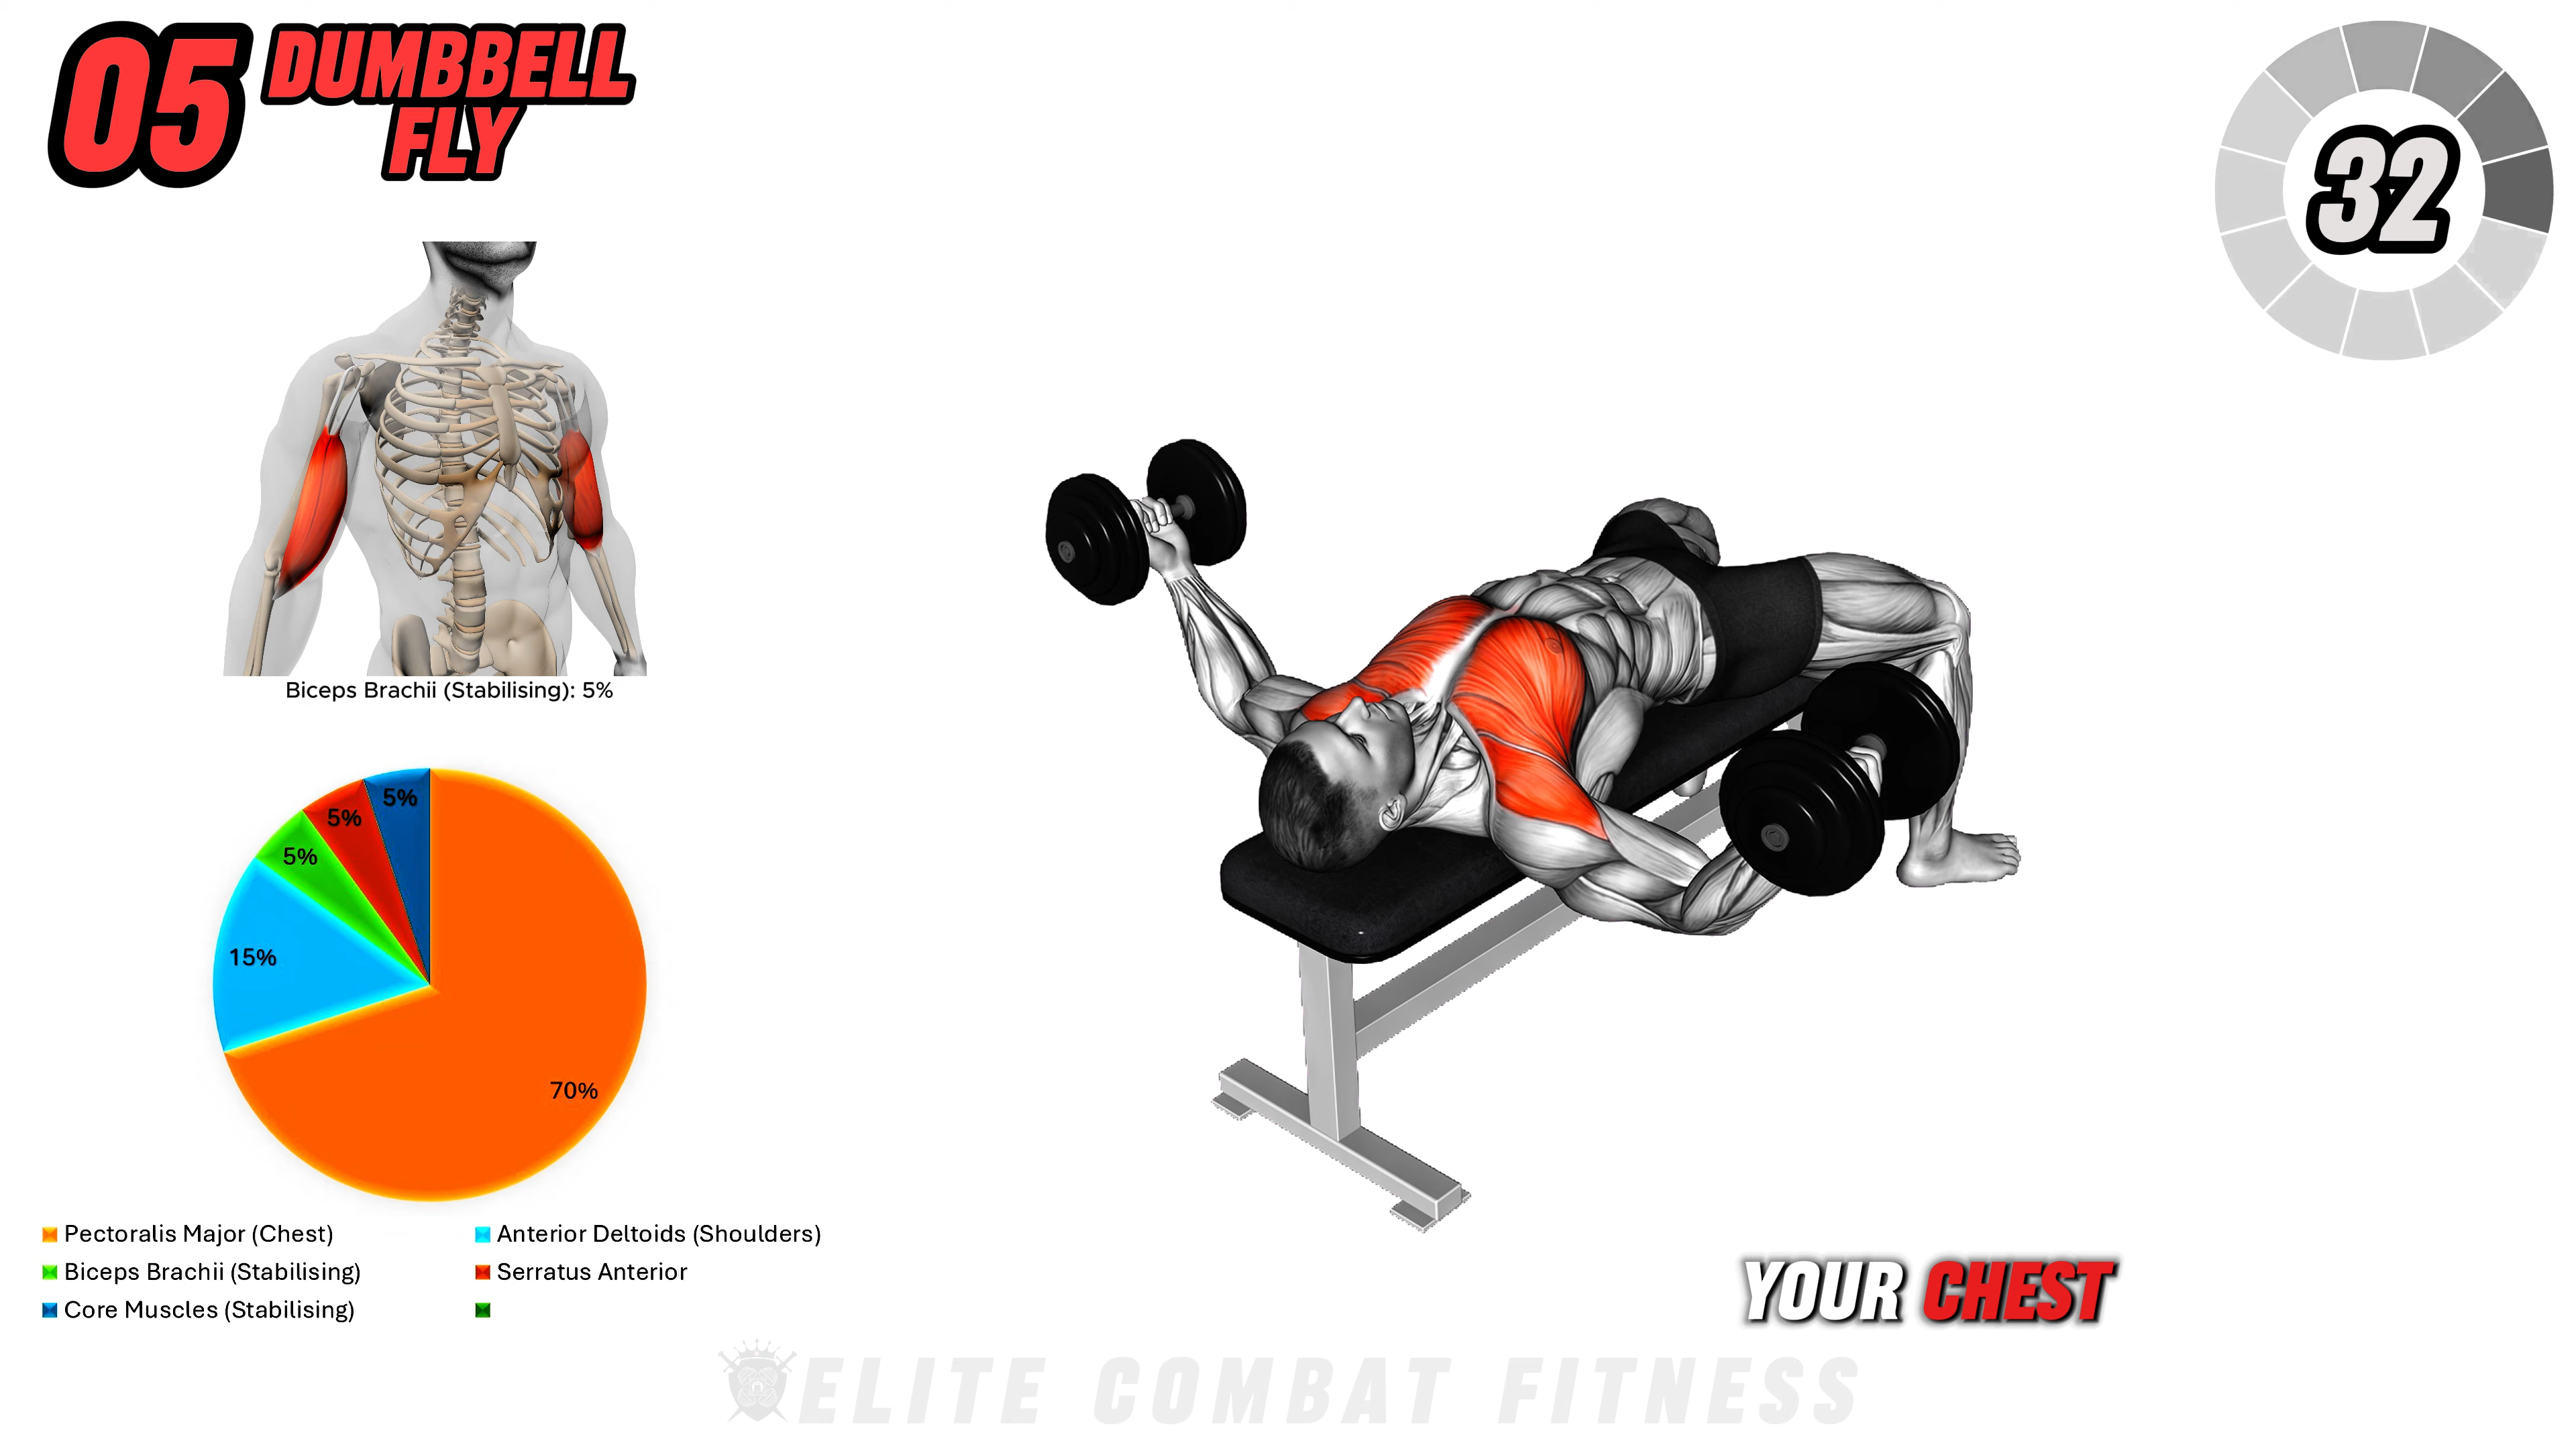 05 DUMBBELL
FLY
32
Biceps Brachii (Stabilising): 5%
5%
5%
5%
15%
70%
Pectoralis Major (Chest)
Anterior Deltoids (Shoulders)
Biceps Brachii (Stabilising)
Serratus Anterior
Core Muscles (Stabilising)
YOUR CHEST
ELITE COMBAT FITNESS